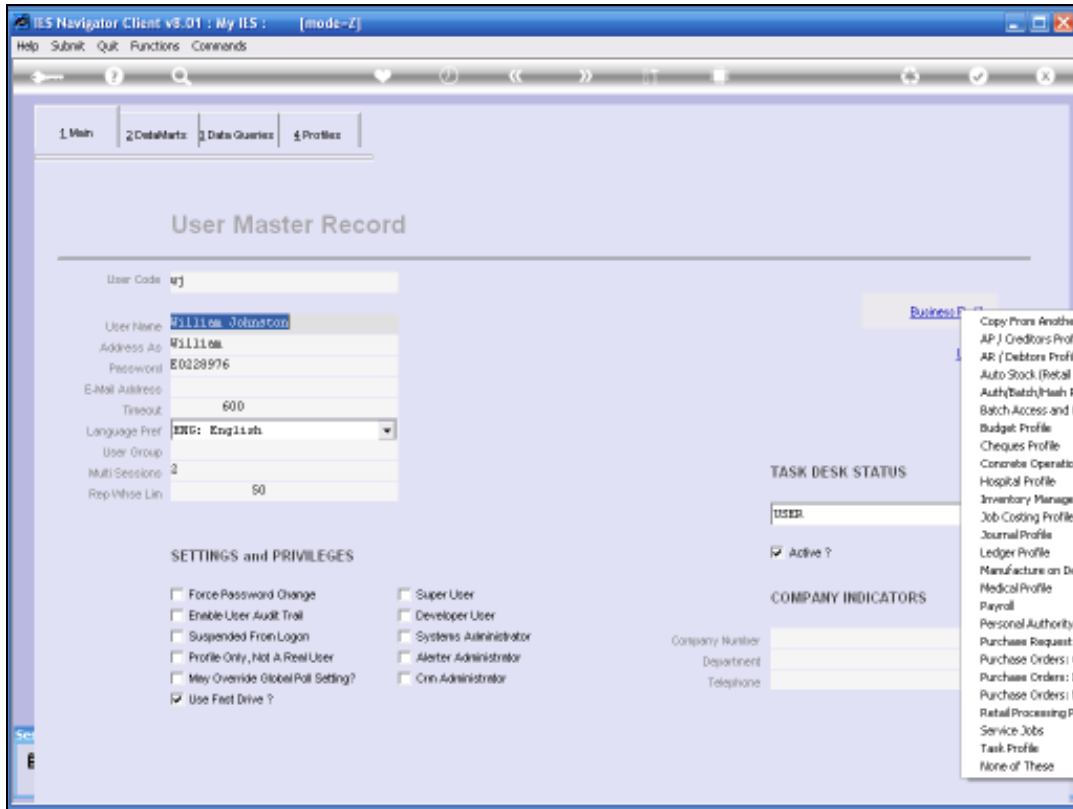 IES Navigator Client v8.01 : My IES : [mode=Z]
Help Submit Quit Functions Commands
1 Main 2 DataMarts 3 Data Queries 4 Profiles
User Master Record
User Code wj
User Name William Johnston
Address As William
Password E0228976
E-Mail Address
Timeout 600
Language Pref ENG: English
User Group
Multi Sessions 2
Rep Whse Lim 50
Business
TASK DESK STATUS
USER
Active ?
SETTINGS and PRIVILEGES
Force Password Change Super User
Enable User Audit Trail Developer User
Suspended From Logon Systems Administrator
Profile Only, Not A Real User Alerter Administrator
May Override Global Poll Setting? Crm Administrator
Use Fast Drive ?
COMPANY INDICATORS
Company Number
Department
Telephone
Copy From Anothe
AP / Creditors Prof
AR / Debtors Profi
Auto Stock (Retail
Auth/Batch/Hash P
Batch Access and
Budget Profile
Cheques Profile
Concrete Operatio
Hospital Profile
Inventory Manage
Job Costing Profile
Journal Profile
Ledger Profile
Manufacture on De
Medical Profile
Payroll
Personal Authority
Purchase Request
Purchase Orders:
Purchase Orders:
Purchase Orders:
Retail Processing P
Service Jobs
Task Profile
None of These
Se